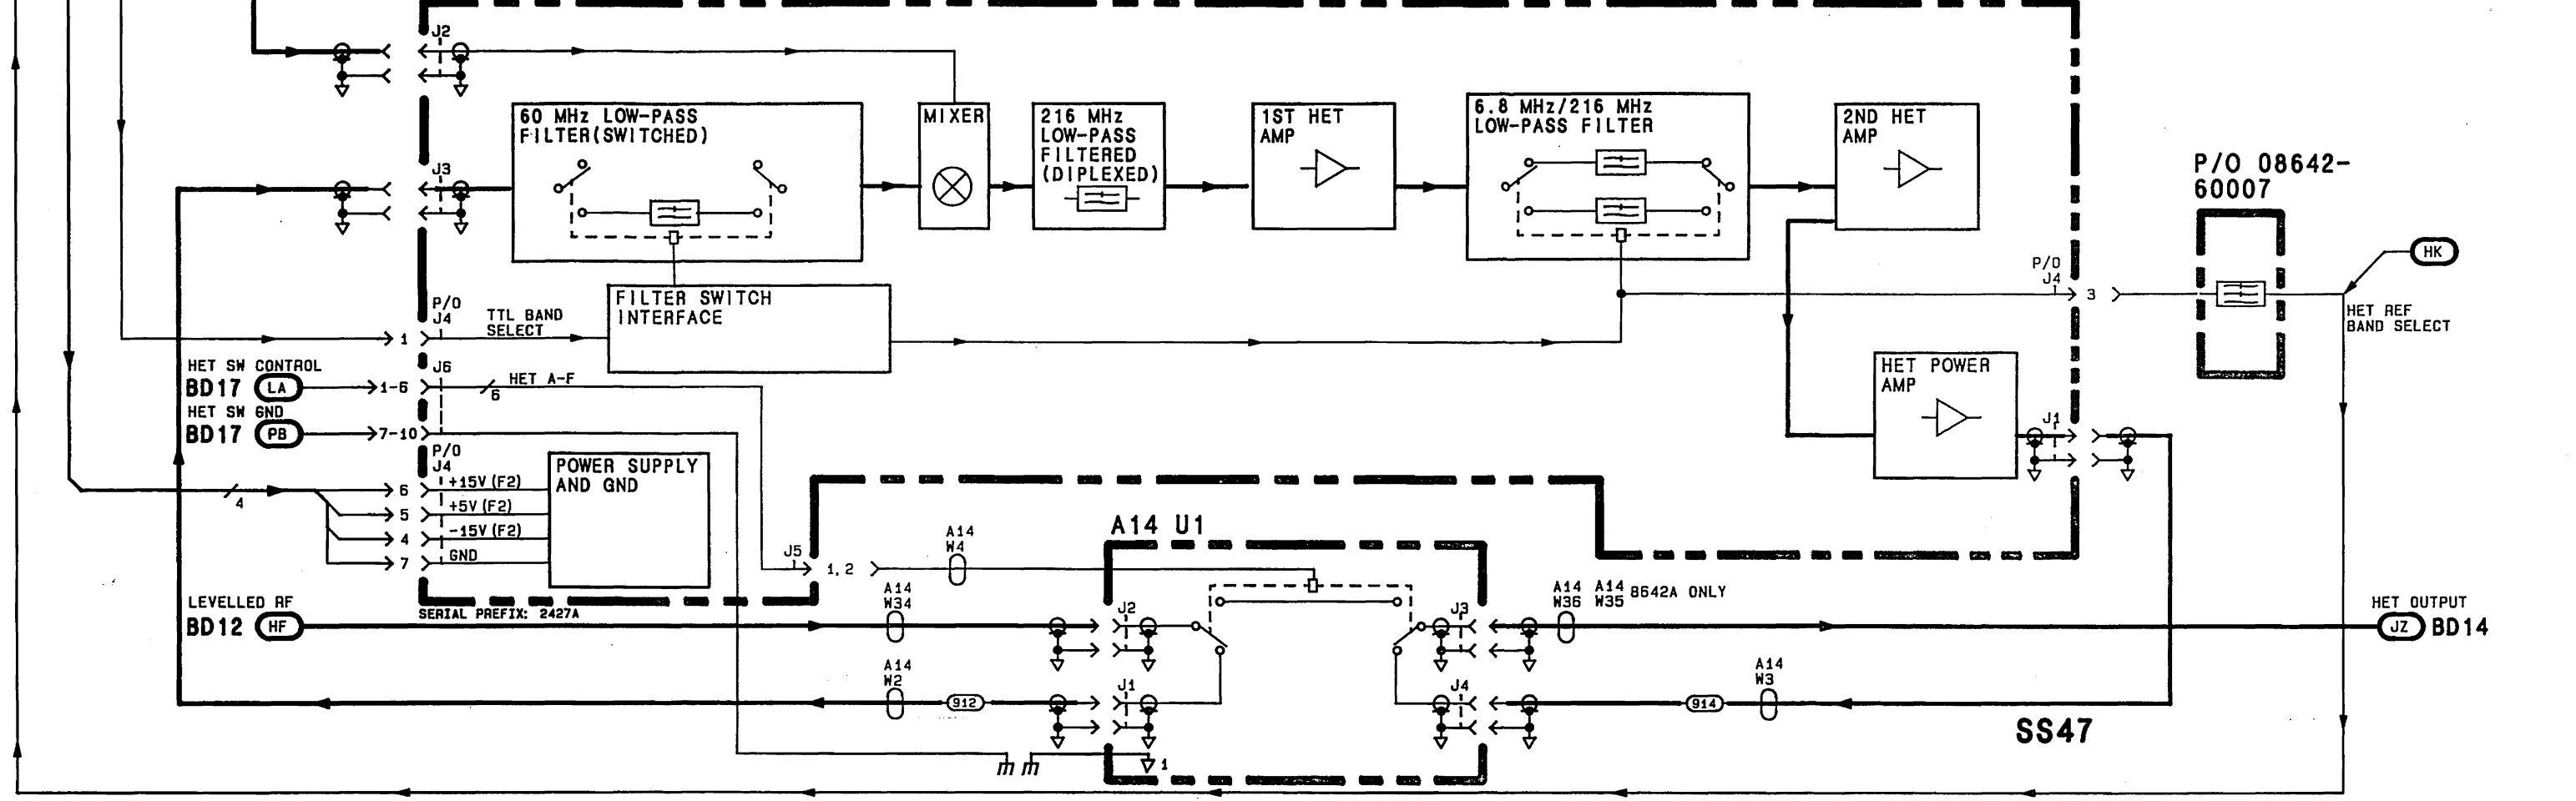 J2
60 MHz LOW-PASS
FILTER(SWITCHED)
MIXER
216 MHz
LOW-PASS
FILTERED
(DIPLEXED)
1ST HET
AMP
6.8 MHz/216 MHz
LOW-PASS FILTER
2ND HET
AMP
P/O 08642-
60007
J3
HK
P/O
J4
3
HET REF
BAND SELECT
FILTER SWITCH
INTERFACE
P/O
J4
1
TTL BAND
SELECT
HET SW CONTROL
BD17 LA
1-6
J6
6
HET A-F
HET SW GND
BD17 PB
7-10
HET POWER
AMP
J1
P/O
J4
POWER SUPPLY
AND GND
4
6
+15V(F2)
5
+5V(F2)
4
-15V(F2)
7
GND
A14 U1
J5
1,2
A14
W4
SERIAL PREFIX: 2427A
LEVELLED RF
BD12 HF
A14
W34
J2
J3
A14
W36
A14
W35
8642A ONLY
HET OUTPUT
JZ BD14
A14
W2
912
J1
J4
914
A14
W3
SS47
1